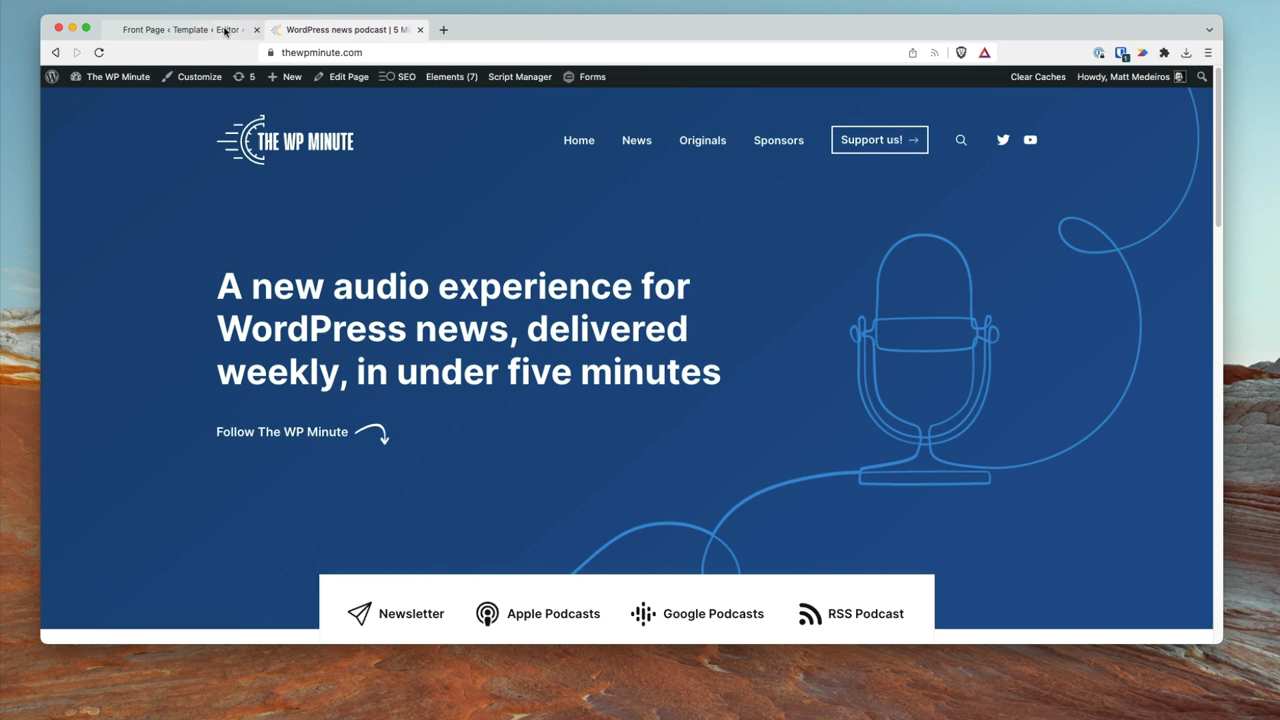 Front Page ‹ Template ‹ Editor ‹
WordPress news podcast | 5 M
thewpminute.com
The WP Minute Customize 5 New Edit Page SEO Elements (7) Script Manager Forms Clear Caches Howdy, Matt Medeiros
THE WP MINUTE
Home News Originals Sponsors Support us! →
A new audio experience for
WordPress news, delivered
weekly, in under five minutes
Follow The WP Minute
Newsletter Apple Podcasts Google Podcasts RSS Podcast